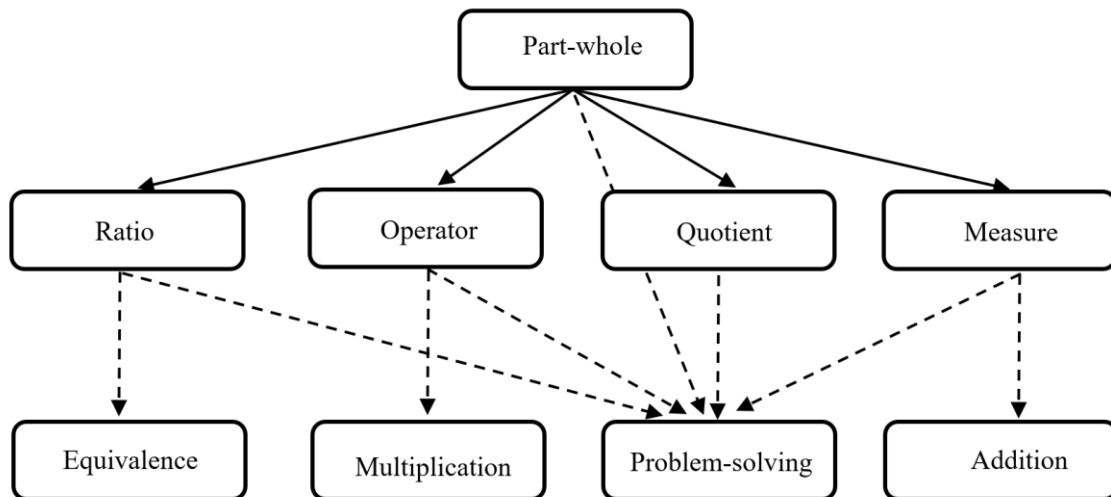 Part-whole
Ratio
Operator
Quotient
Measure
Equivalence
Multiplication
Problem-solving
Addition